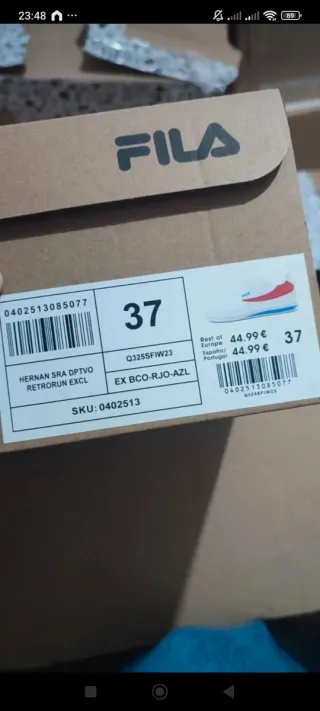 23:48
89
FILA
0402513085077
37
Q325SFIW23
HERNAN SRA DPTVO
RETRORUN EXCL
EX BCO-RJO-AZL
SKU: 0402513
Rest of
Europe 44.99 €
España/
Portugal 44.99 €
37
0402513085077
Q325SFIW23